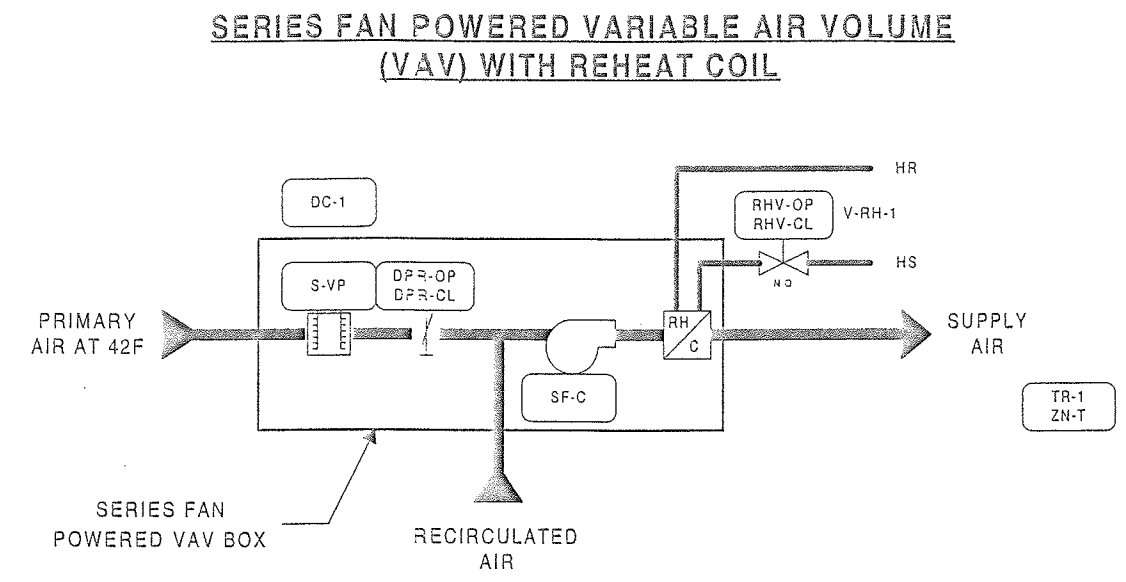 SERIES FAN POWERED VARIABLE AIR VOLUME
(VAV) WITH REHEAT COIL
HR
DC-1
RHV-OP
RHV-CL
V-RH-1
HS
NO
S-VP
DPR-OP
DPR-CL
PRIMARY
AIR AT 42F
RH
C
SUPPLY
AIR
SF-C
TR-1
ZN-T
SERIES FAN
POWERED VAV BOX
RECIRCULATED
AIR